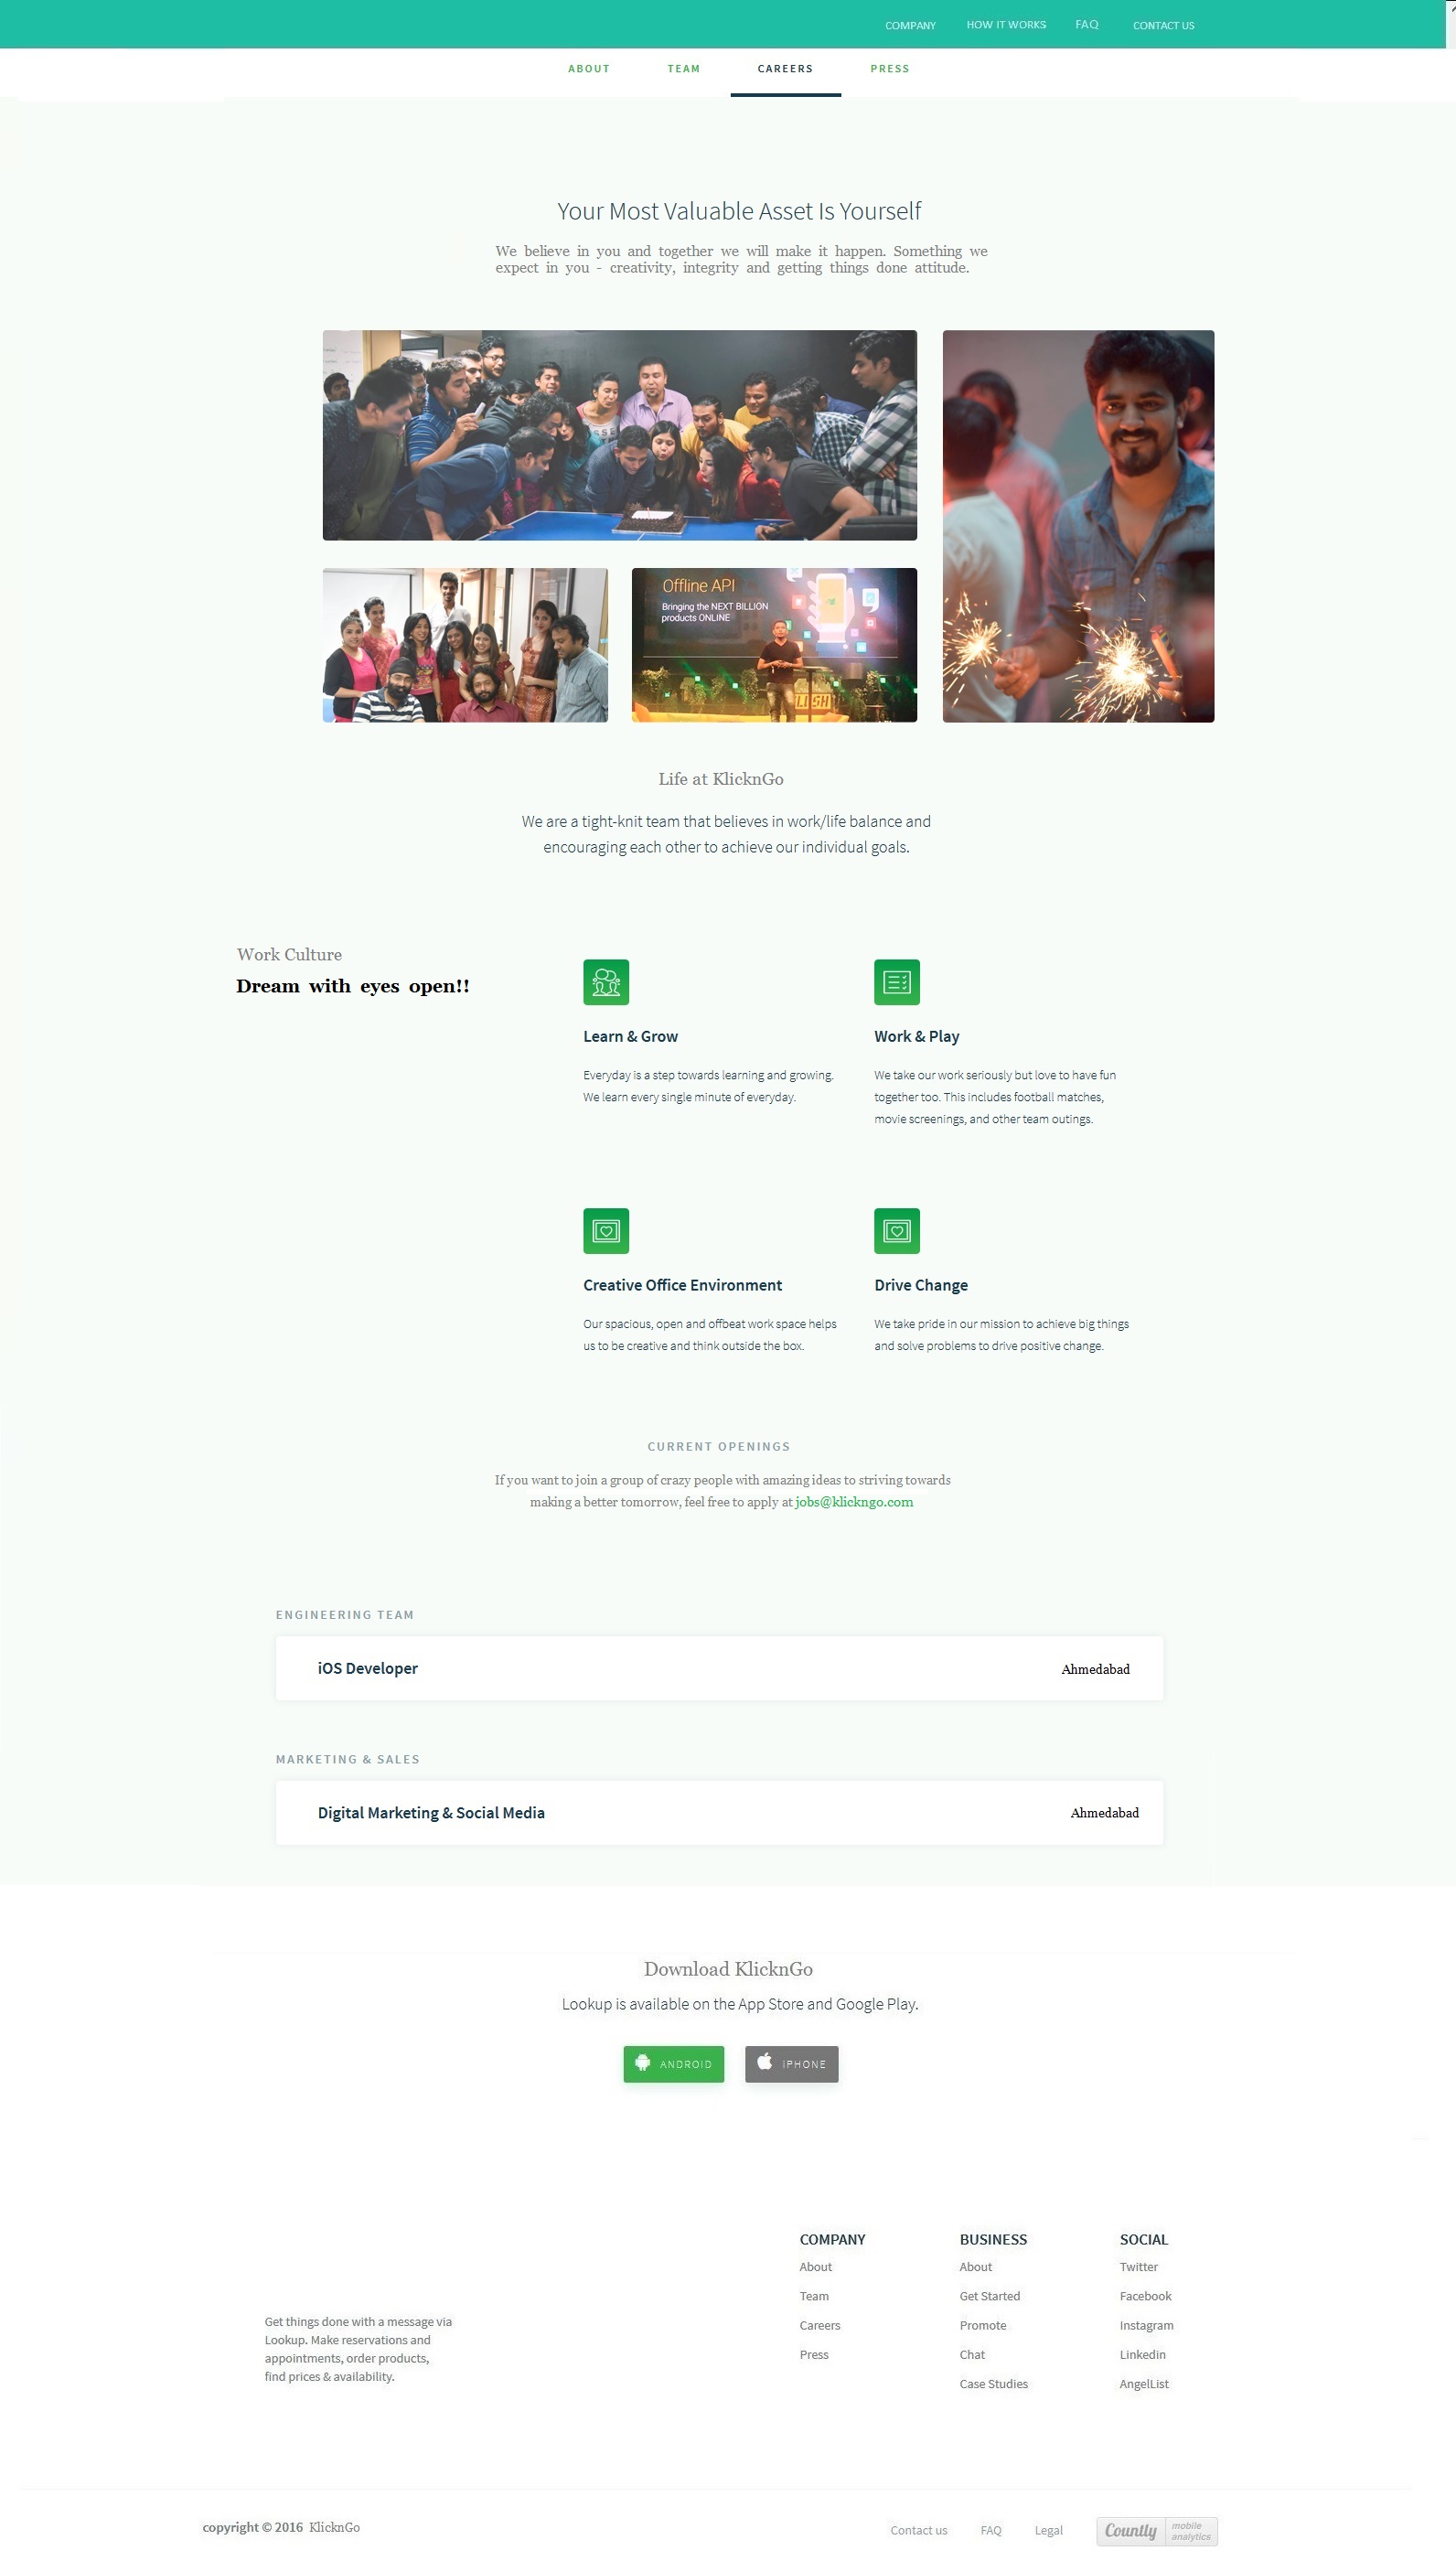 COMPANY HOW IT WORKS FAQ CONTACT US
ABOUT TEAM CAREERS PRESS
Your Most Valuable Asset Is Yourself
We believe in you and together we will make it happen. Something we
expect in you - creativity, integrity and getting things done attitude.
Offline API
Bringing the NEXT BILLION
products ONLINE
Life at KlicknGo
We are a tight-knit team that believes in work/life balance and
encouraging each other to achieve our individual goals.
Work Culture
Dream with eyes open!!
Learn & Grow
Everyday is a step towards learning and growing.
We learn every single minute of everyday.
Work & Play
We take our work seriously but love to have fun
together too. This includes football matches,
movie screenings, and other team outings.
Creative Office Environment
Our spacious, open and offbeat work space helps
us to be creative and think outside the box.
Drive Change
We take pride in our mission to achieve big things
and solve problems to drive positive change.
CURRENT OPENINGS
If you want to join a group of crazy people with amazing ideas to striving towards
making a better tomorrow, feel free to apply at jobs@klickngo.com
ENGINEERING TEAM
iOS Developer Ahmedabad
MARKETING & SALES
Digital Marketing & Social Media Ahmedabad
Download KlicknGo
Lookup is available on the App Store and Google Play.
ANDROID iPHONE
Get things done with a message via
Lookup. Make reservations and
appointments, order products,
find prices & availability.
COMPANY
About
Team
Careers
Press
BUSINESS
About
Get Started
Promote
Chat
Case Studies
SOCIAL
Twitter
Facebook
Instagram
Linkedin
AngelList
copyright © 2016 KlicknGo
Contact us FAQ Legal
Countly mobile
analytics